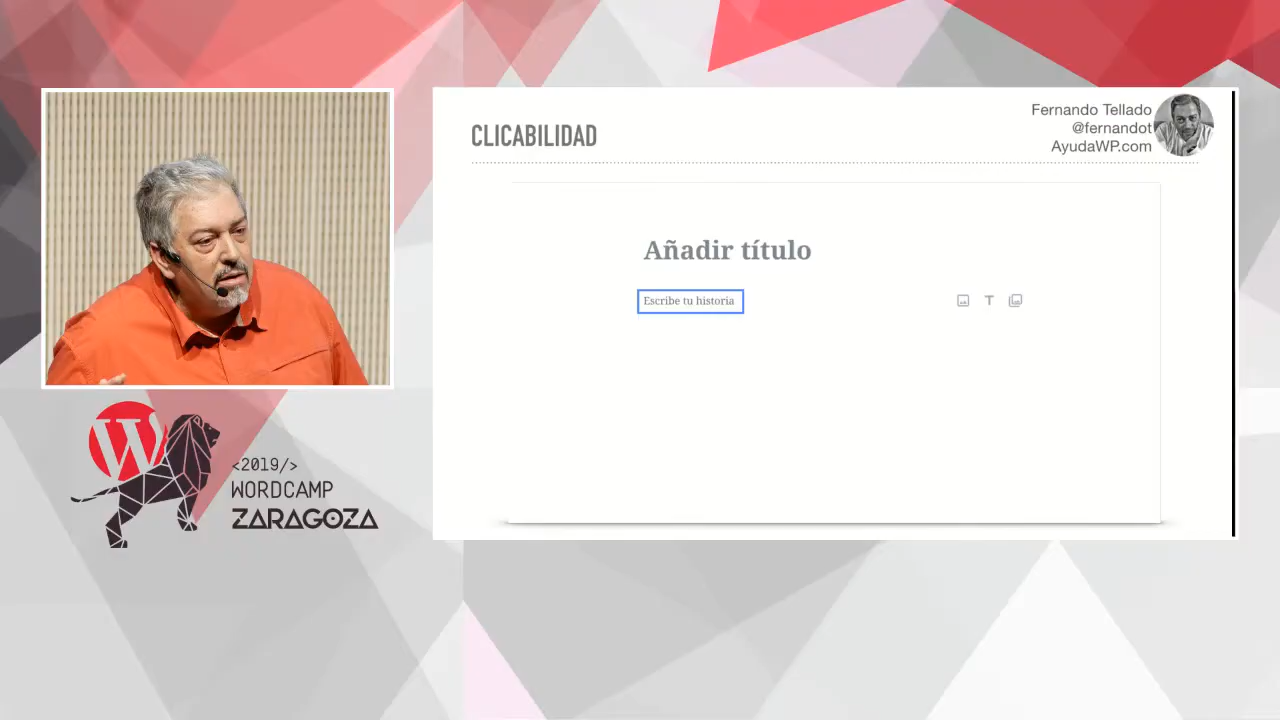 CLICABILIDAD
Fernando Tellado
@fernandot
AyudaWP.com
Añadir título
Escribe tu historia
<2019/>
WORDCAMP
ZARAGOZA